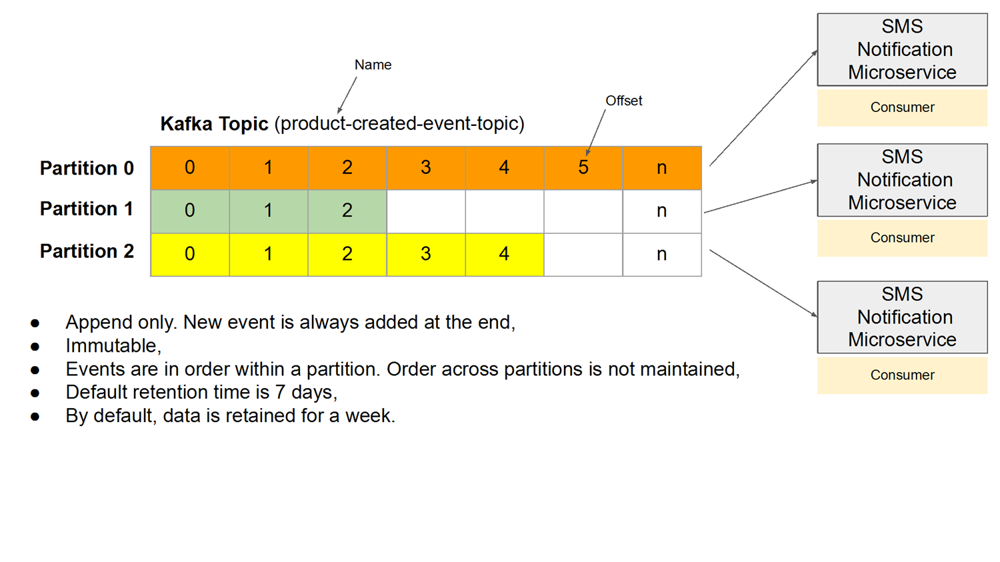 Name
Offset
Kafka Topic (product-created-event-topic)
Partition 0 0 1 2 3 4 5 n
Partition 1 0 1 2 n
Partition 2 0 1 2 3 4 n
● Append only. New event is always added at the end,
● Immutable,
● Events are in order within a partition. Order across partitions is not maintained,
● Default retention time is 7 days,
● By default, data is retained for a week.
SMS
Notification
Microservice
Consumer
SMS
Notification
Microservice
Consumer
SMS
Notification
Microservice
Consumer